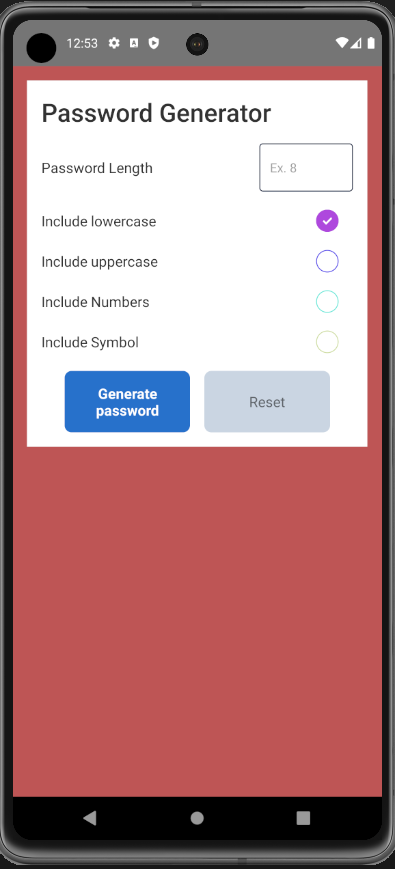 12:53
Password Generator
Password Length
Ex. 8
Include lowercase
Include uppercase
Include Numbers
Include Symbol
Generate
password
Reset